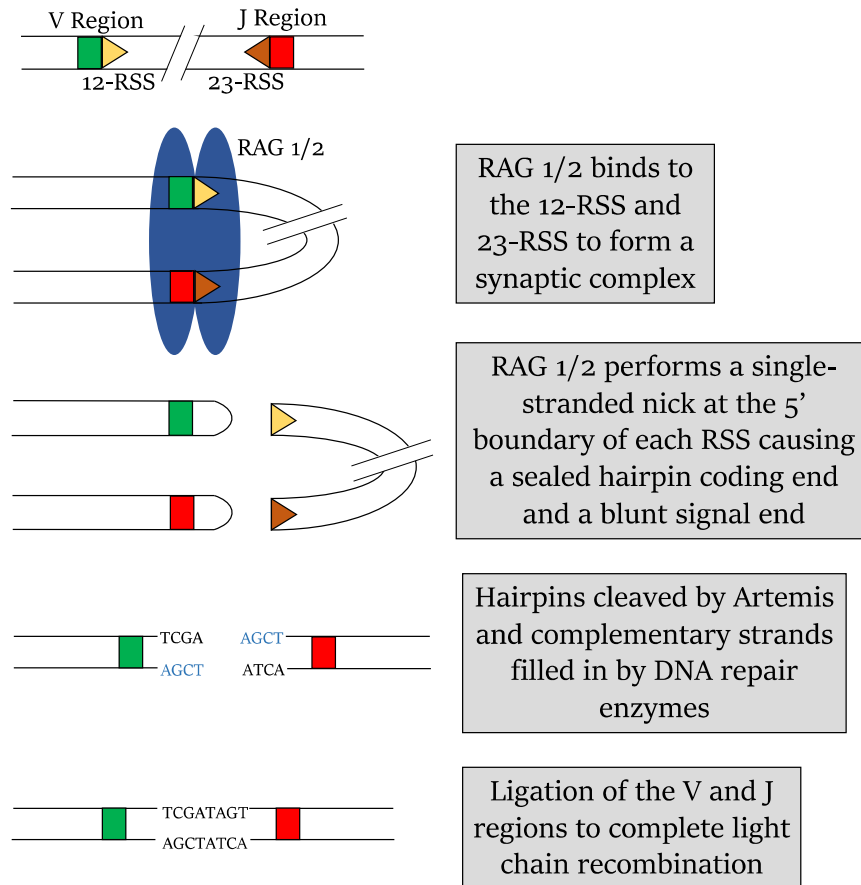 V Region
J Region
12-RSS
23-RSS
RAG 1/2
RAG 1/2 binds to
the 12-RSS and
23-RSS to form a
synaptic complex
RAG 1/2 performs a single-
stranded nick at the 5’
boundary of each RSS causing
a sealed hairpin coding end
and a blunt signal end
TCGA
AGCT
AGCT
ATCA
Hairpins cleaved by Artemis
and complementary strands
filled in by DNA repair
enzymes
TCGATAGT
AGCTATCA
Ligation of the V and J
regions to complete light
chain recombination